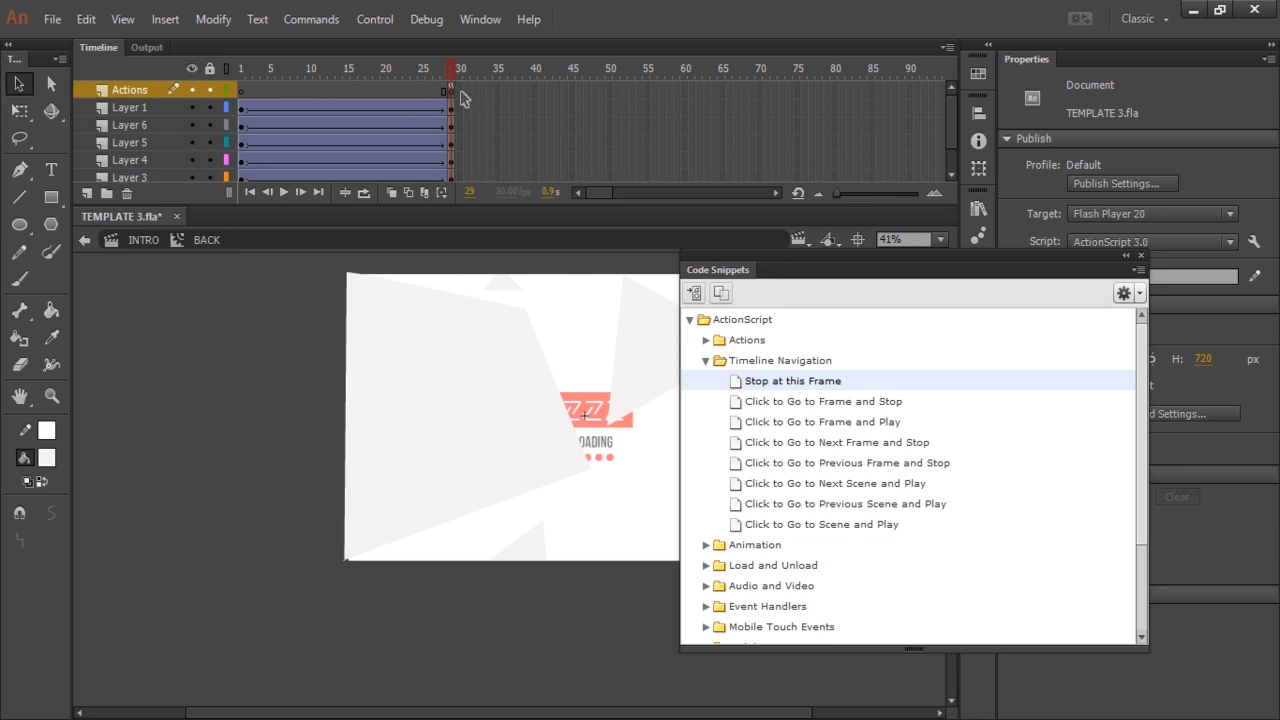 An File Edit View Insert Modify Text Commands Control Debug Window Help Classic
Timeline Output
T... Properties
1 5 10 15 20 25 30 35 40 45 50 55 60 65 70 75 80 85 90
Actions
Document
Layer 1
An TEMPLATE 3.fla
Layer 6
Publish
Layer 5
Layer 4
Profile: Default
Layer 3
Publish Settings...
29 30.00 fps 0.9 s
Target: Flash Player 20
TEMPLATE 3.fla* ×
INTRO BACK 41%
Script: ActionScript 3.0
Code Snippets
ActionScript
Actions
Timeline Navigation
H: 720 px
Stop at this Frame
Click to Go to Frame and Stop
d Settings...
Click to Go to Frame and Play
Click to Go to Next Frame and Stop
OADING
Click to Go to Previous Frame and Stop
Click to Go to Next Scene and Play
Clear
Click to Go to Previous Scene and Play
Click to Go to Scene and Play
Animation
Load and Unload
Audio and Video
Event Handlers
Mobile Touch Events